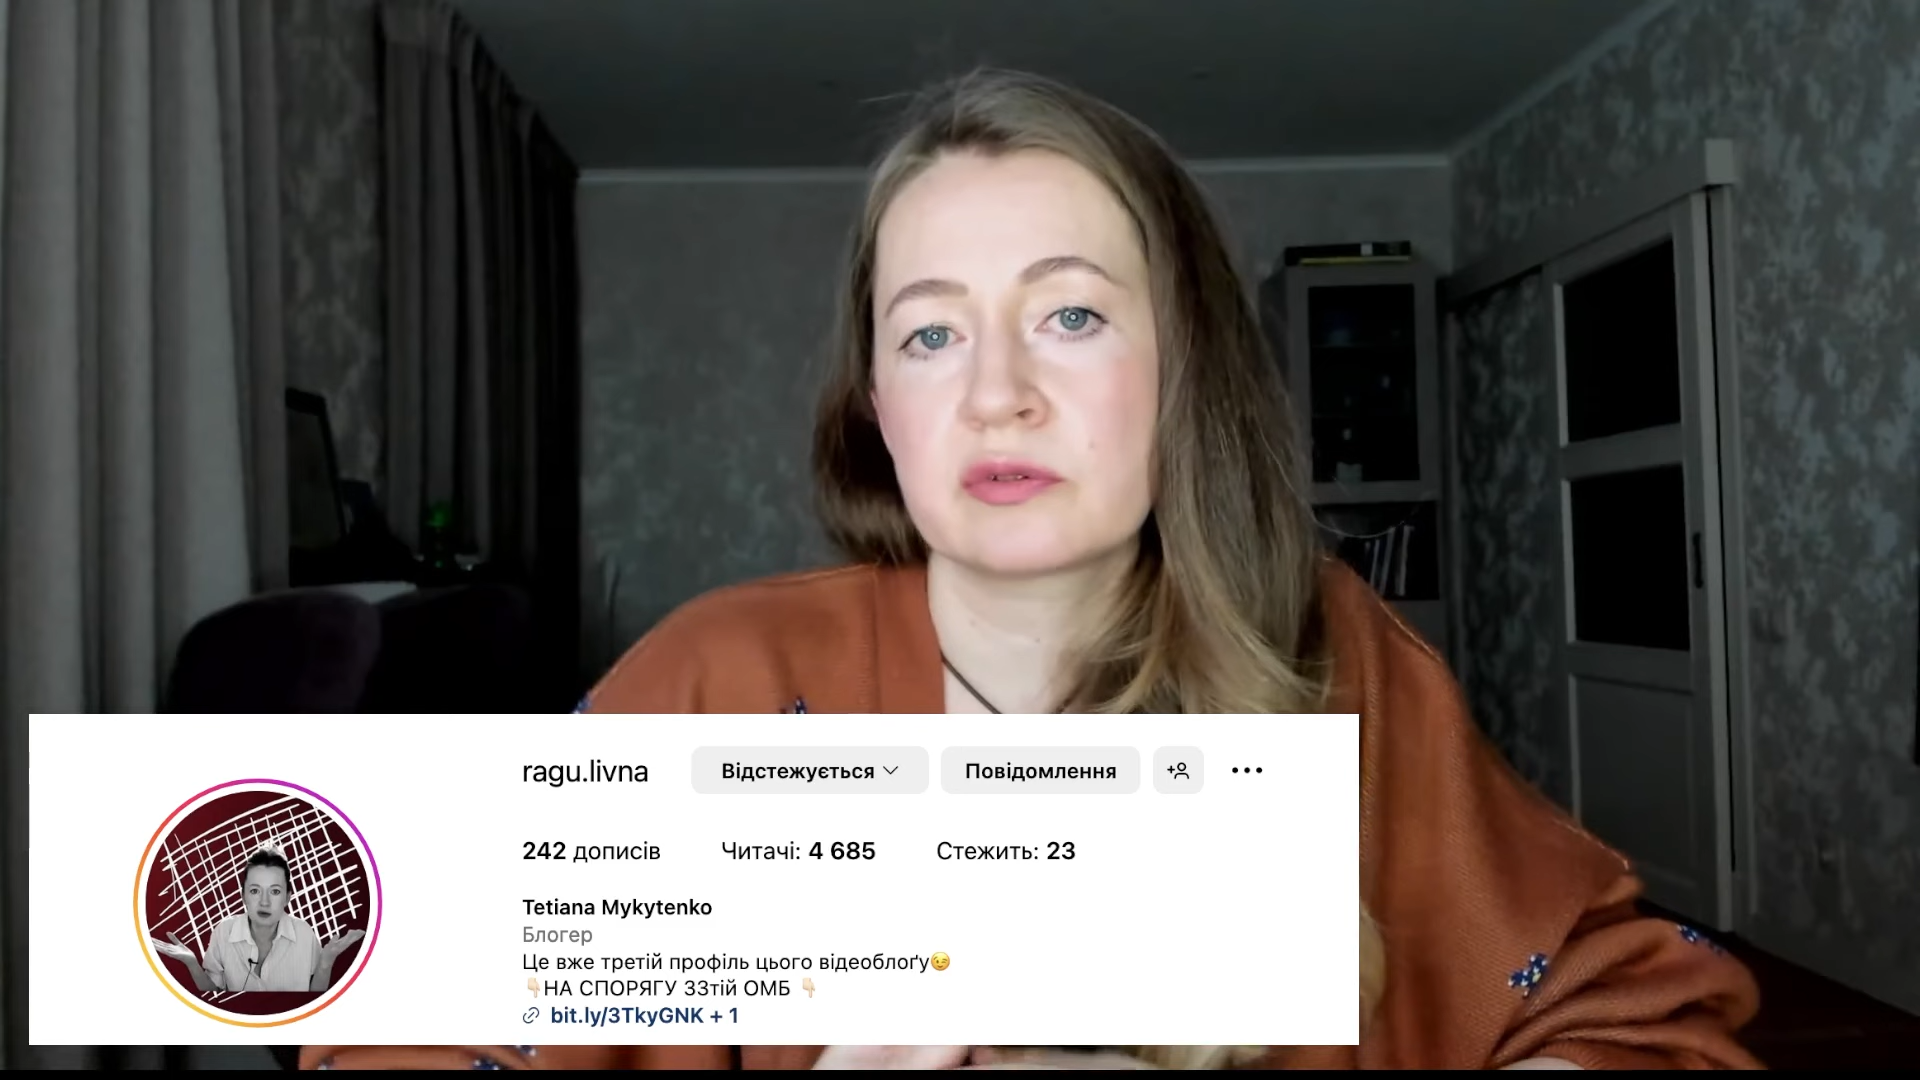 ragu.livna Відстежується Повідомлення
242 дописів Читачі: 4 685 Стежить: 23
Tetiana Mykytenko
Блогер
Це вже третій профіль цього відеоблоґу😉
👇🏻НА СПОРЯГУ 33тій ОМБ 👇🏻
bit.ly/3TkyGNK + 1